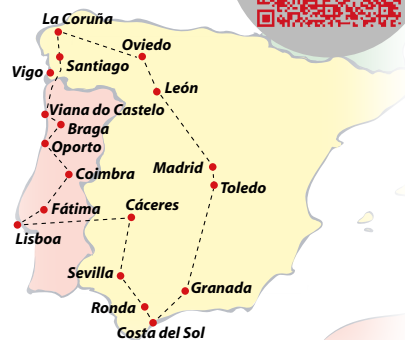 La Coruña
Oviedo
Santiago
Vigo
León
Viana do Castelo
Braga
Oporto
Madrid
Coimbra
Toledo
Cáceres
Fátima
Lisboa
Sevilla
Granada
Ronda
Costa del Sol